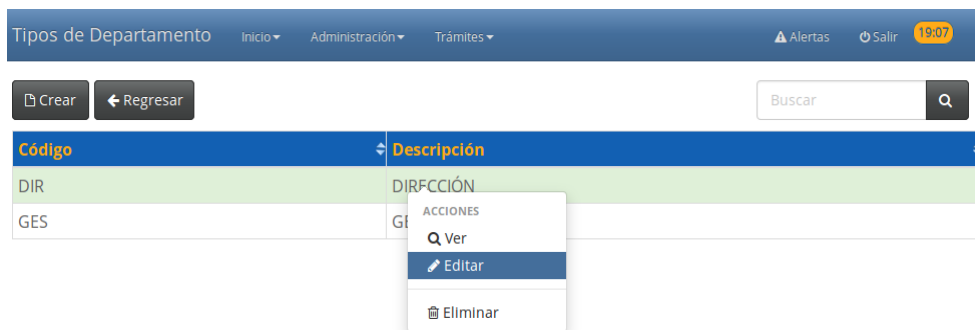 Tipos de Departamento Inicio Administración Trámites Alertas Salir 19:07
Crear Regresar Buscar
Código Descripción
DIR DIRECCIÓN
GES
ACCIONES
Ver
Editar
Eliminar